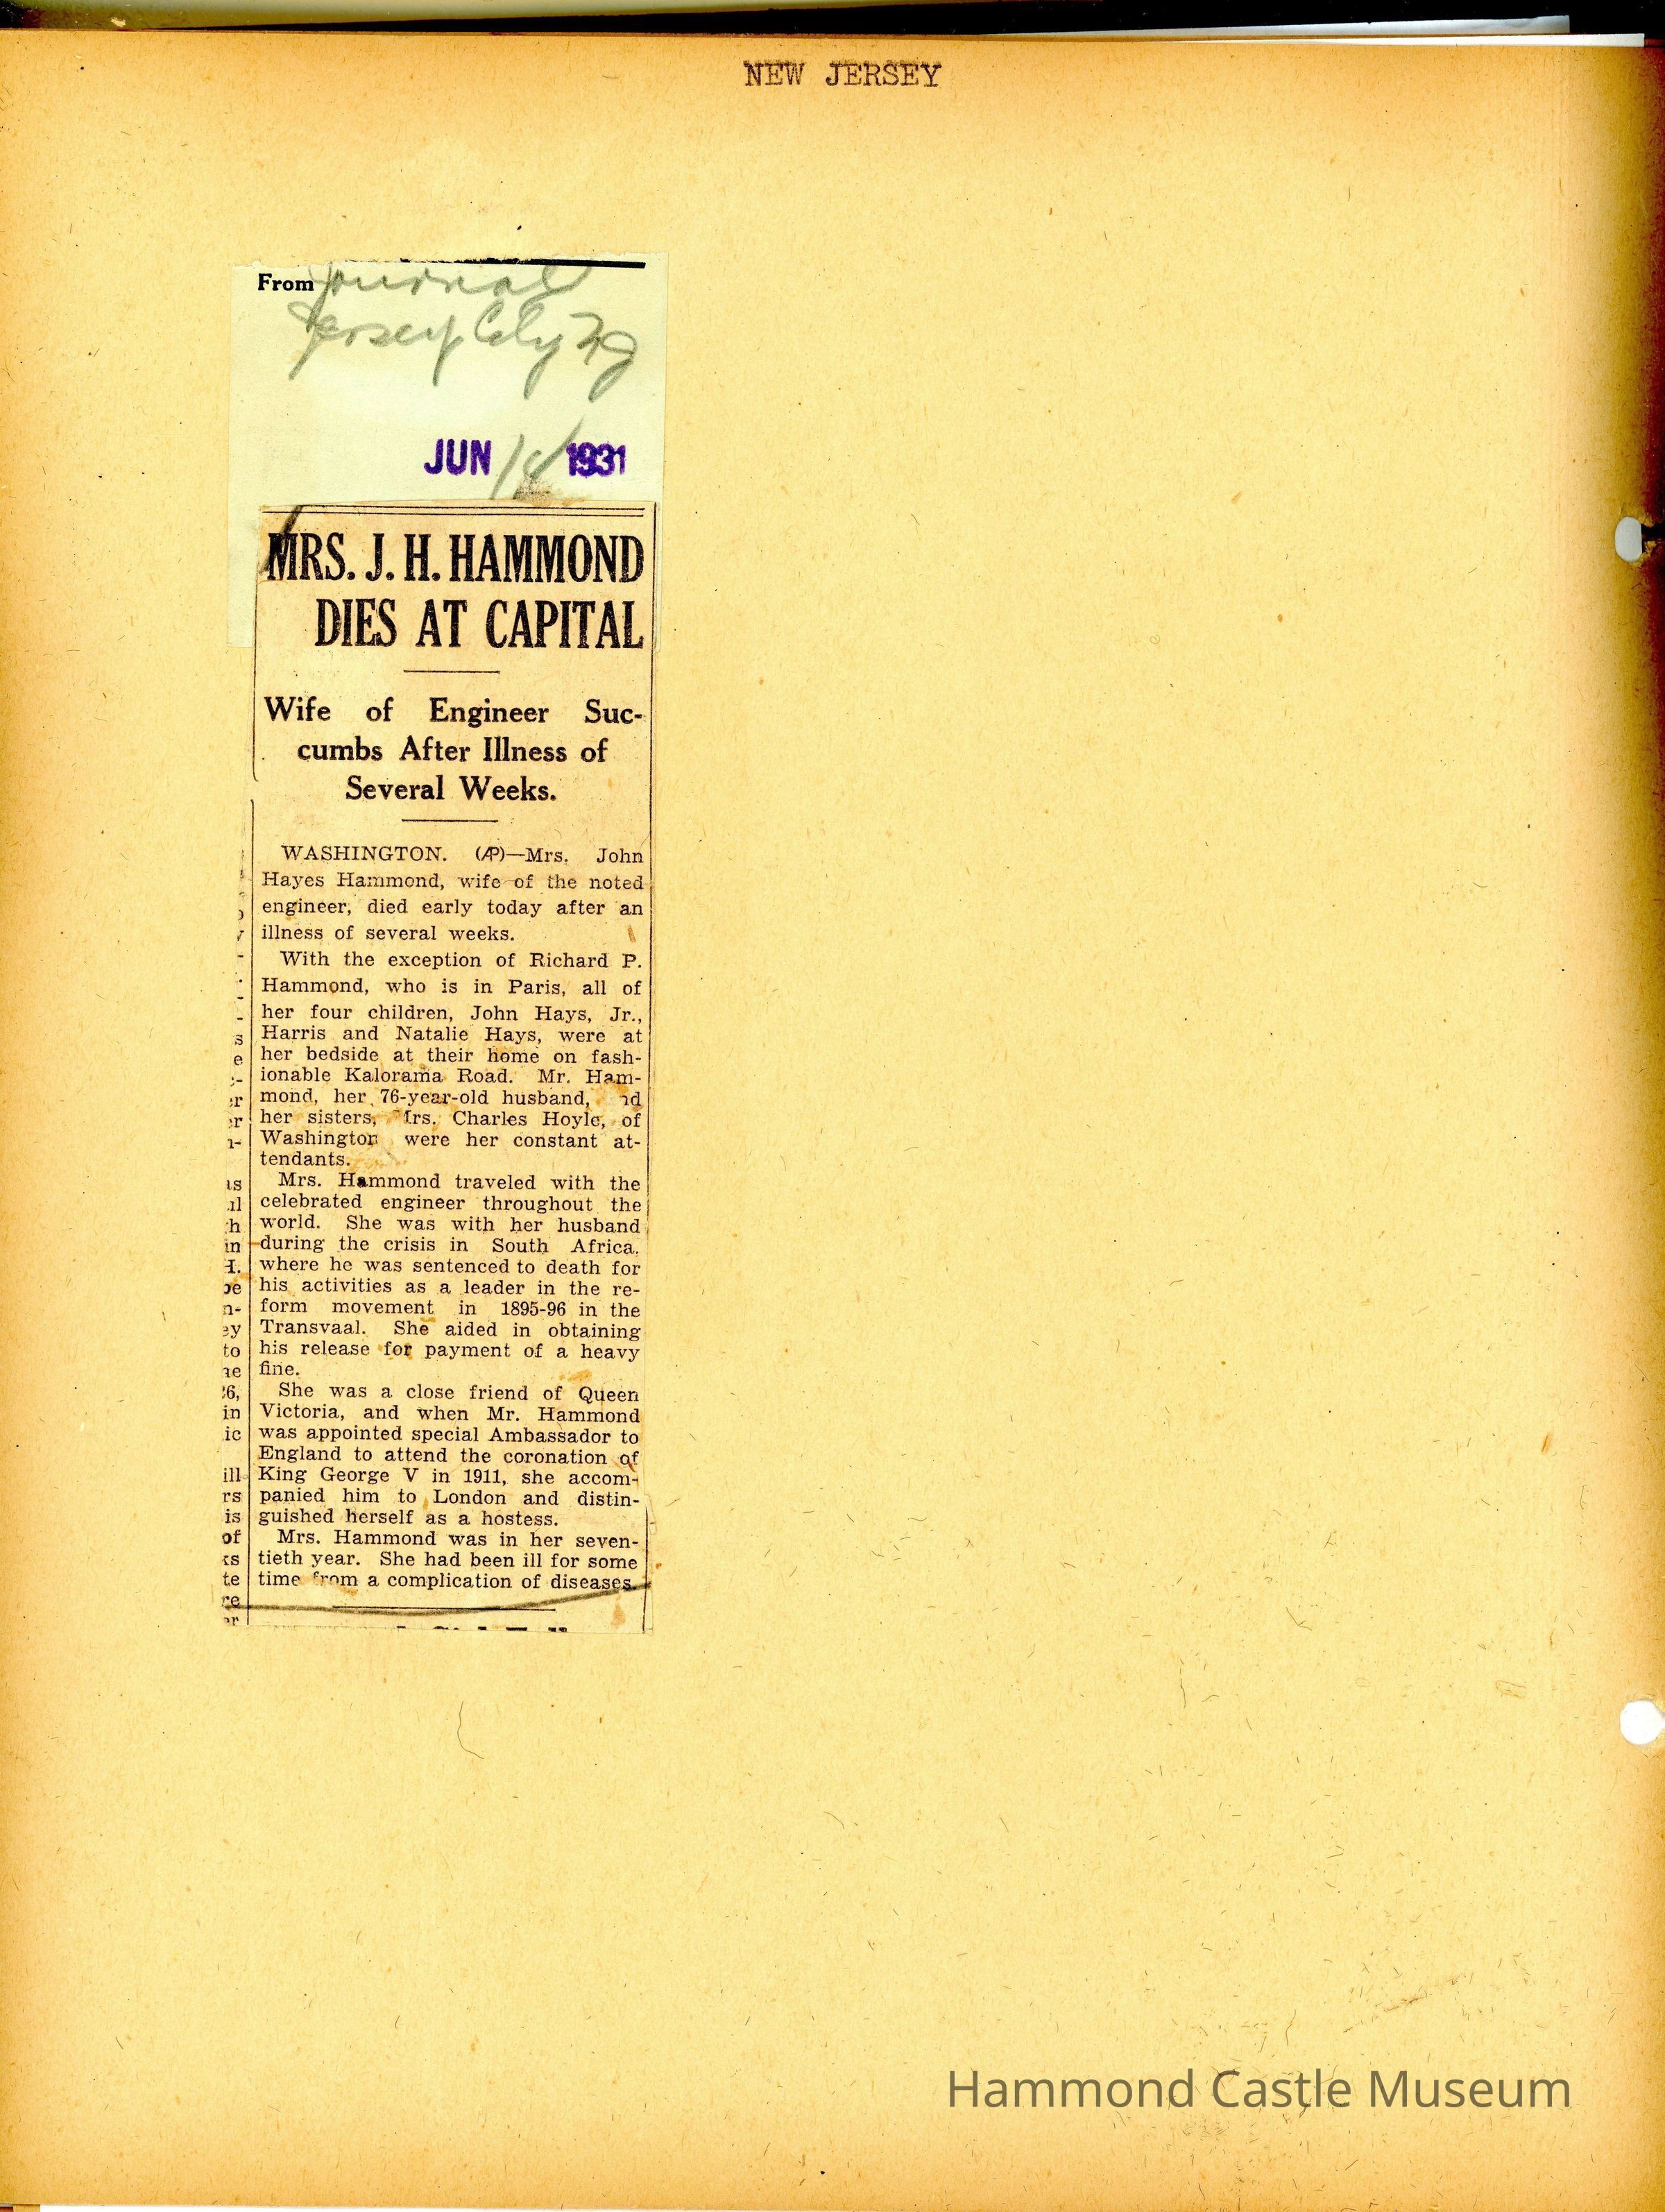 NEW JERSEY
From Journal
Jersey City NJ
JUN 18 1931
MRS. J. H. HAMMOND
DIES AT CAPITAL
Wife of Engineer Suc-
cumbs After Illness of
Several Weeks.
WASHINGTON. (AP)—Mrs. John
Hayes Hammond, wife of the noted
engineer, died early today after an
illness of several weeks.
With the exception of Richard P.
Hammond, who is in Paris, all of
her four children, John Hays, Jr.,
Harris and Natalie Hays, were at
her bedside at their home on fash-
ionable Kalorama Road. Mr. Ham-
mond, her 76-year-old husband,
her sisters, Mrs. Charles Hoyle, of
Washington were her constant at-
tendants.
Mrs. Hammond traveled with the
celebrated engineer throughout the
world. She was with her husband
during the crisis in South Africa,
where he was sentenced to death for
his activities as a leader in the re-
form movement in 1895-96 in the
Transvaal. She aided in obtaining
his release for payment of a heavy
fine.
She was a close friend of Queen
Victoria, and when Mr. Hammond
was appointed special Ambassador to
England to attend the coronation of
King George V in 1911, she accom-
panied him to London and distin-
guished herself as a hostess.
Mrs. Hammond was in her seven-
tieth year. She had been ill for some
time from a complication of diseases.
Hammond Castle Museum